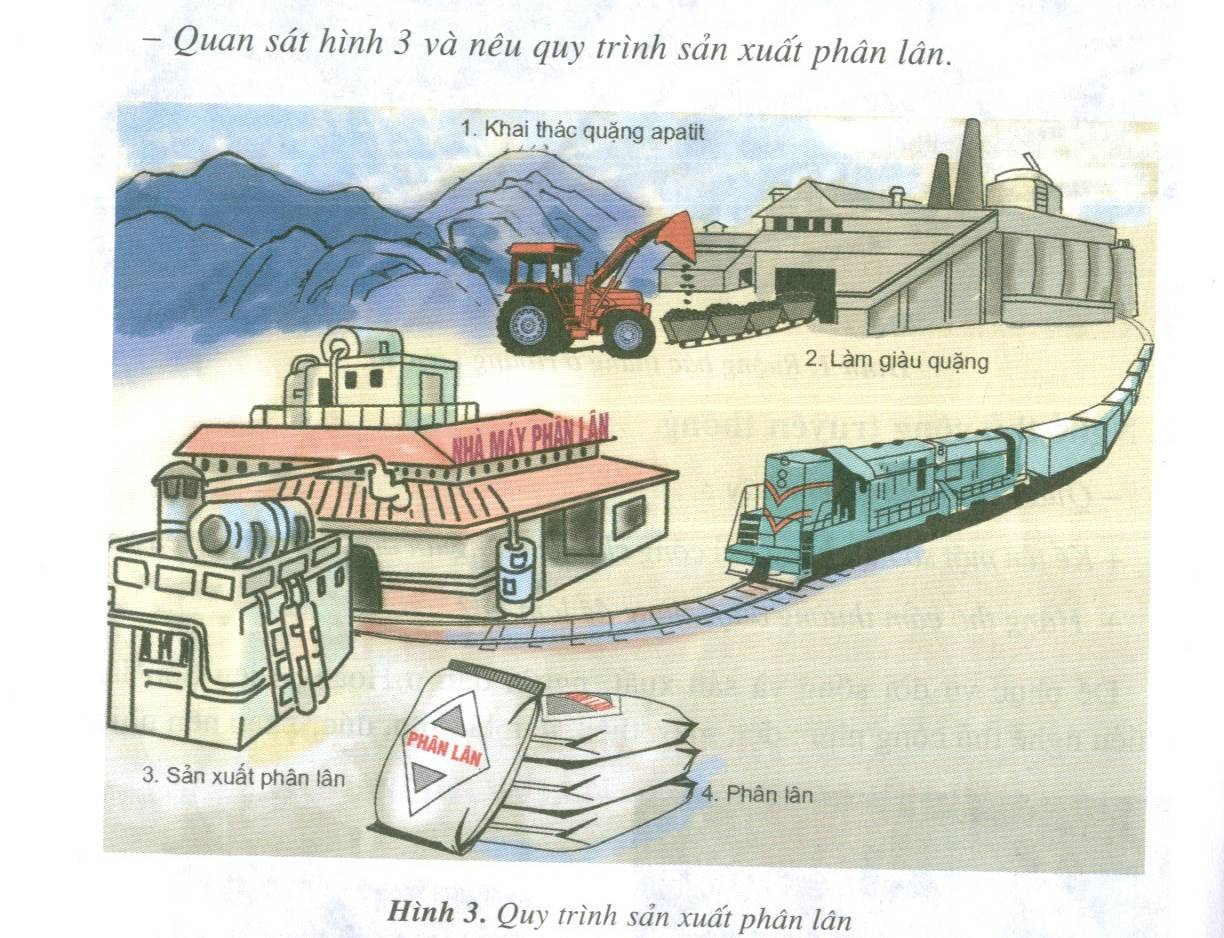 – Quan sát hình 3 và nêu quy trình sản xuất phân lân.
1. Khai thác quặng apatit
2. Làm giàu quặng
NHÀ MÁY PHÂN LÂN
PHÂN LÂN
3. Sản xuất phân lân
4. Phân lân
Hình 3. Quy trình sản xuất phân lân